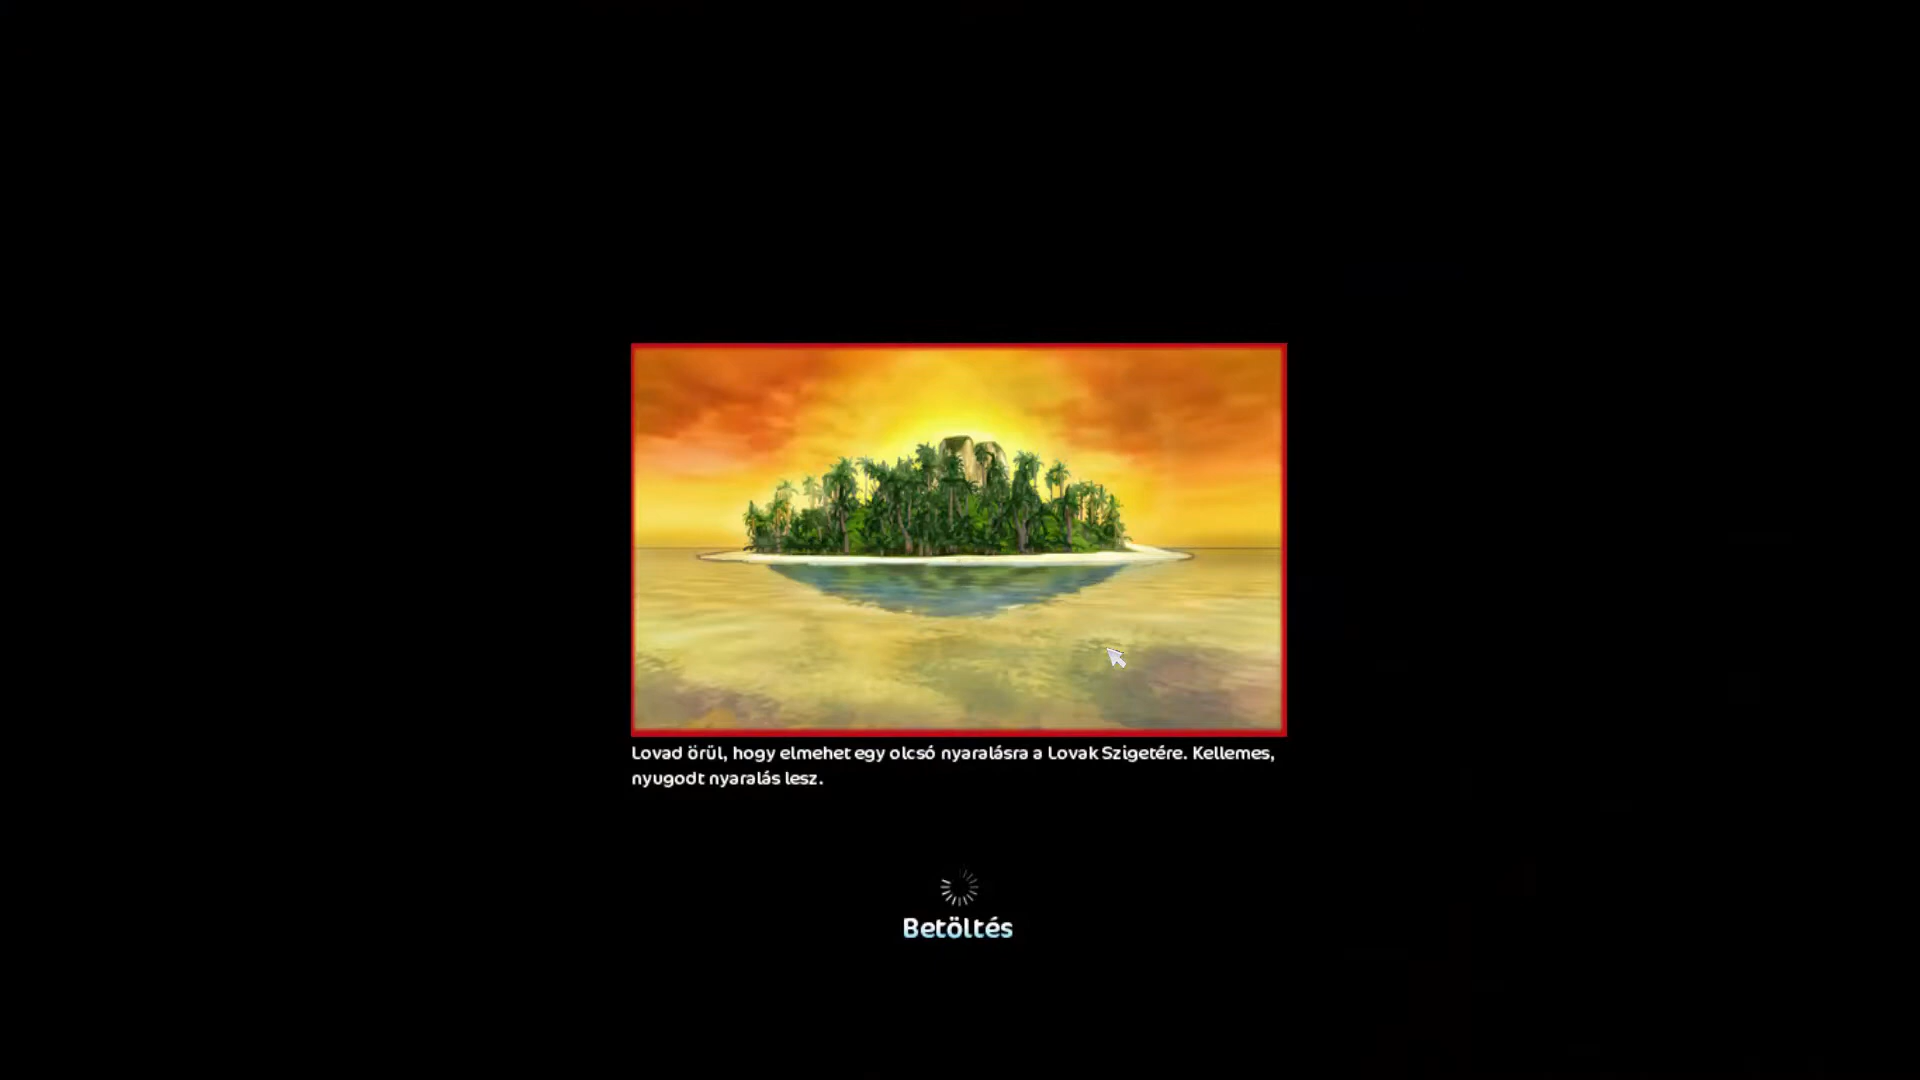 Lovad örül, hogy elmehet egy olcsó nyaralásra a Lovak Szigetére. Kellemes,
nyugodt nyaralás lesz.
Betöltés